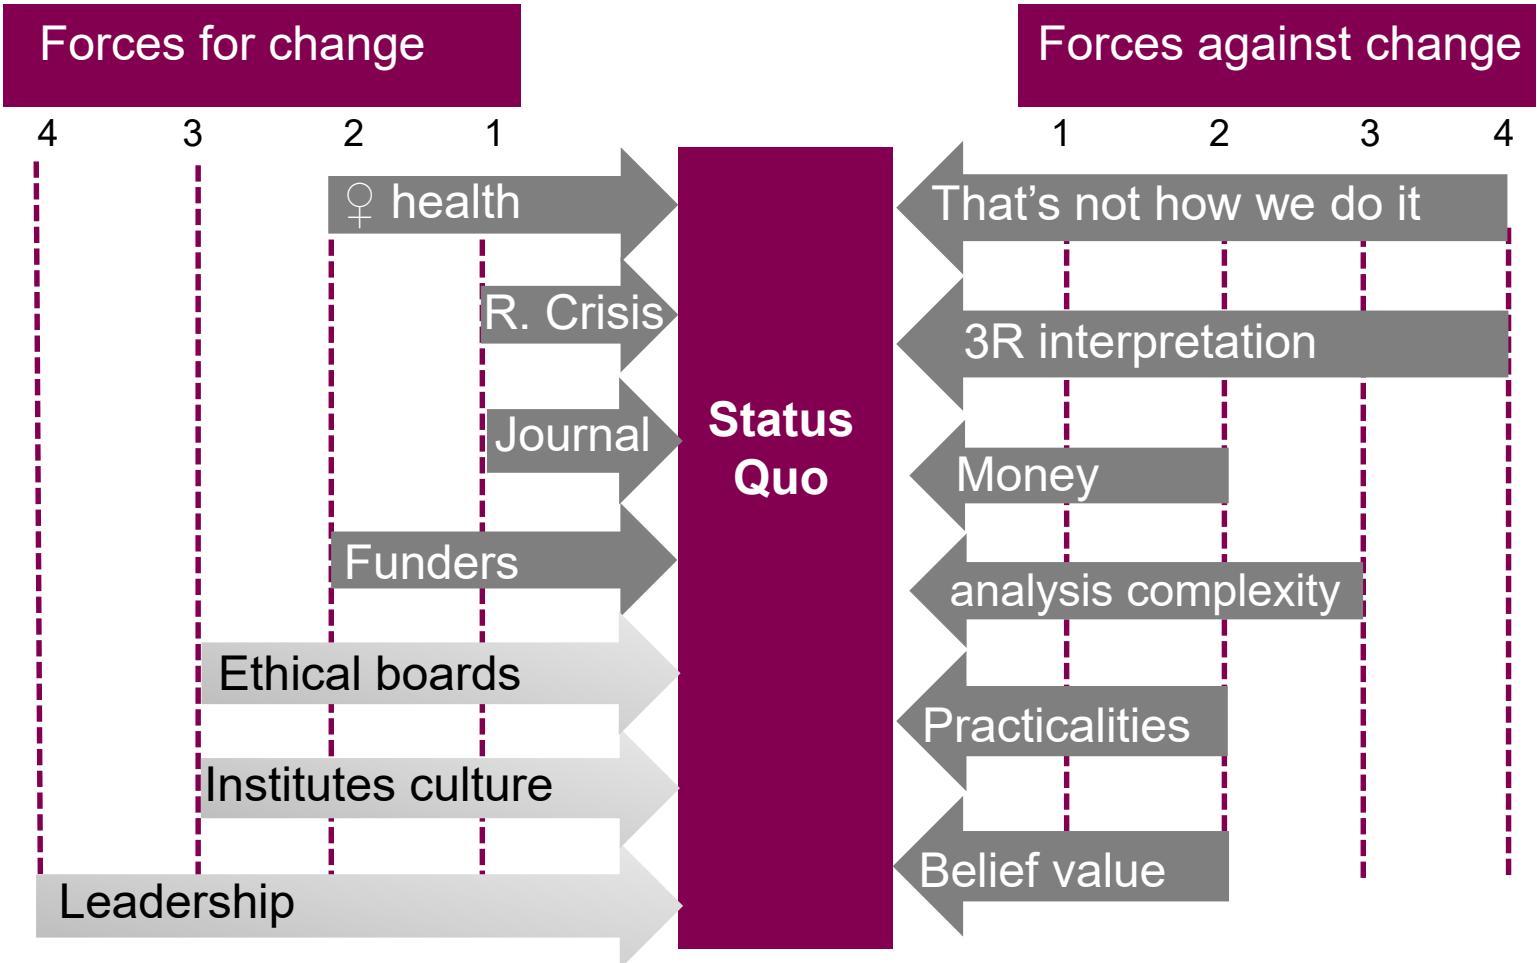 Forces for change
Forces against change
4 3 2 1
1 2 3 4
♀ health
R. Crisis
Journal
Funders
Ethical boards
Institutes culture
Leadership
Status
Quo
That’s not how we do it
3R interpretation
Money
analysis complexity
Practicalities
Belief value